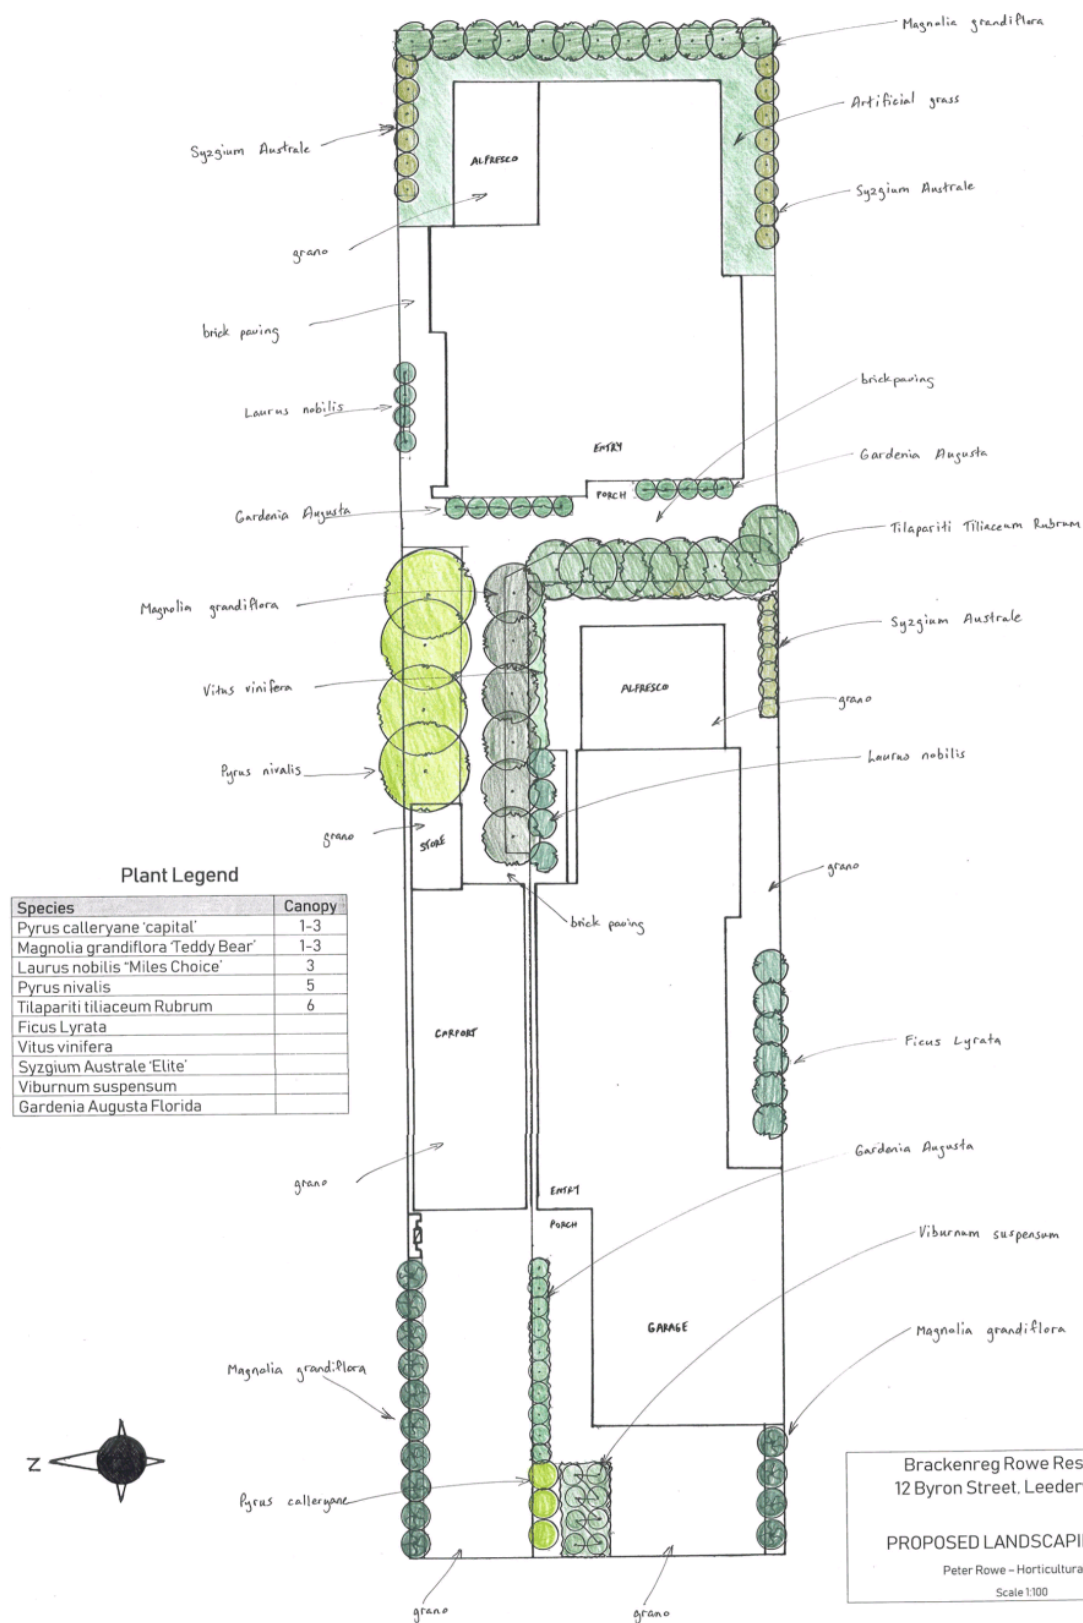 Magnolia grandiflora
Artificial grass
Syzgium Australe
ALFRESCO
Syzgium Australe
grano
brick paving
brickpaving
Laurus nobilis
ENTRY
Gardenia Augusta
PORCH
Gardenia Augusta
Tilapariti Tiliaceum Rubrum
Magnolia grandiflora
Syzgium Australe
Vitus vinifera
ALFRESCO
grano
Laurus nobilis
Pyrus nivalis
grano
STORE
grano
brick paving
Plant Legend
Species Canopy
Pyrus calleryane 'capital' 1-3
Magnolia grandiflora 'Teddy Bear' 1-3
Laurus nobilis "Miles Choice' 3
Pyrus nivalis 5
Tilapariti tiliaceum Rubrum 6
Ficus Lyrata
Vitus vinifera
Syzgium Australe 'Elite'
Viburnum suspensum
Gardenia Augusta Florida
CARPORT
Ficus Lyrata
Gardenia Augusta
grano
ENTRY
PORCH
Viburnum suspensum
GARAGE
Magnolia grandiflora
Magnolia grandiflora
N
Pyrus calleryane
Brackenreg Rowe Res
12 Byron Street, Leeder
PROPOSED LANDSCAPI
Peter Rowe – Horticultura
Scale 1:100
grano
grano